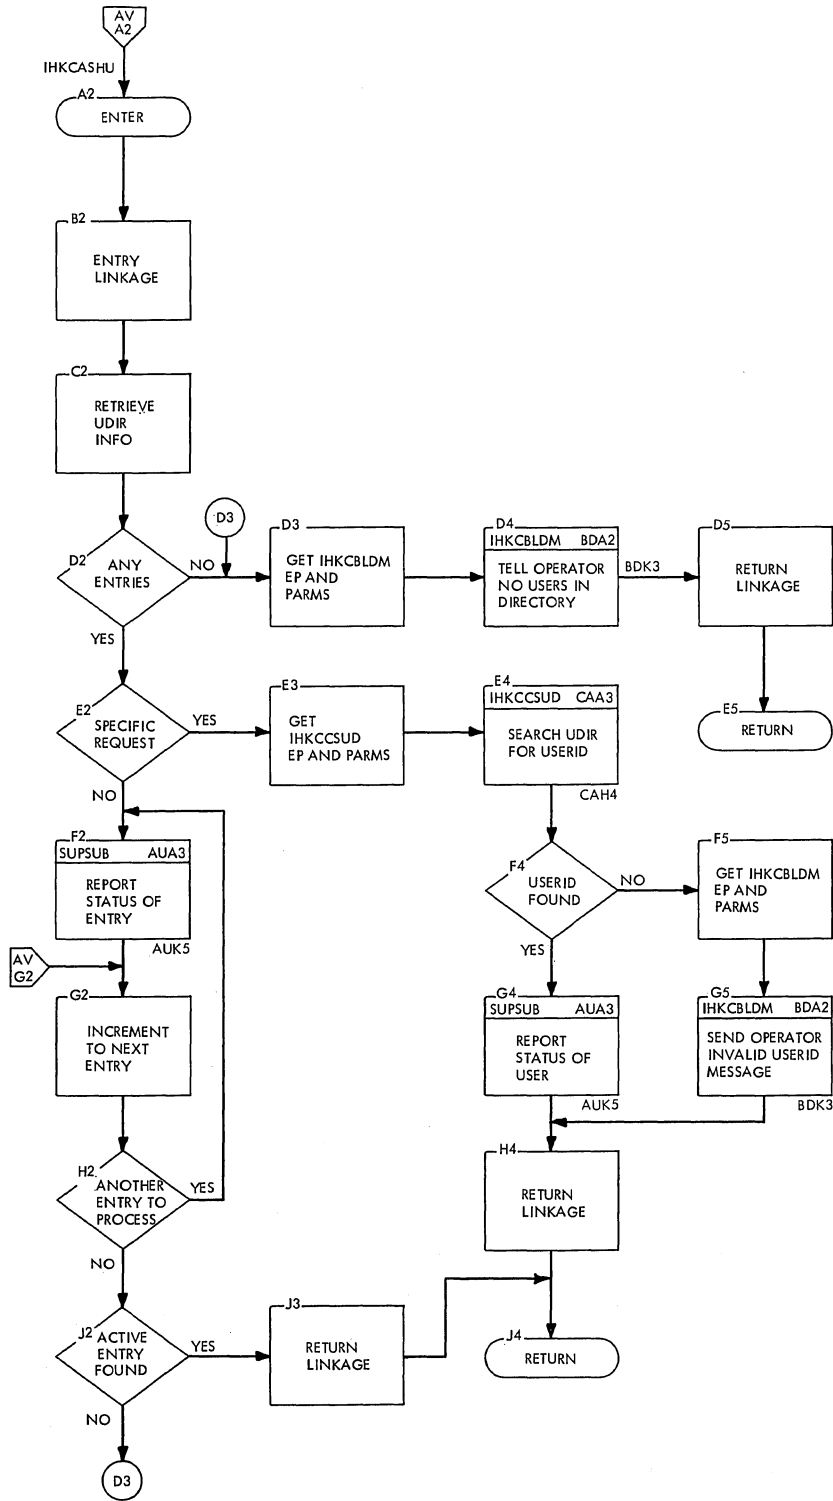 AV
A2
IHKCASHU
A2
ENTER
B2
ENTRY
LINKAGE
C2
RETRIEVE
UDIR
INFO
D3
D2
ANY
ENTRIES
NO
YES
D3
GET IHKCBLDM
EP AND
PARMS
D4
IHKCBLDM BDA2
TELL OPERATOR
NO USERS IN
DIRECTORY
BDK3
D5
RETURN
LINKAGE
E5
RETURN
E2
SPECIFIC
REQUEST
YES
NO
E3
GET
IHKCCSUD
EP AND PARMS
E4
IHKCCSUD CAA3
SEARCH UDIR
FOR USERID
CAH4
F2
SUPSUB AUA3
REPORT
STATUS OF
ENTRY
AUK5
F4
USERID
FOUND
NO
YES
F5
GET IHKCBLDM
EP AND
PARMS
AV
G2
G2
INCREMENT
TO NEXT
ENTRY
G4
SUPSUB AUA3
REPORT
STATUS OF
USER
AUK5
G5
IHKCBLDM BDA2
SEND OPERATOR
INVALID USERID
MESSAGE
BDK3
H2
ANOTHER
ENTRY TO
PROCESS
YES
NO
H4
RETURN
LINKAGE
J2
ACTIVE
ENTRY
FOUND
YES
NO
J3
RETURN
LINKAGE
J4
RETURN
D3